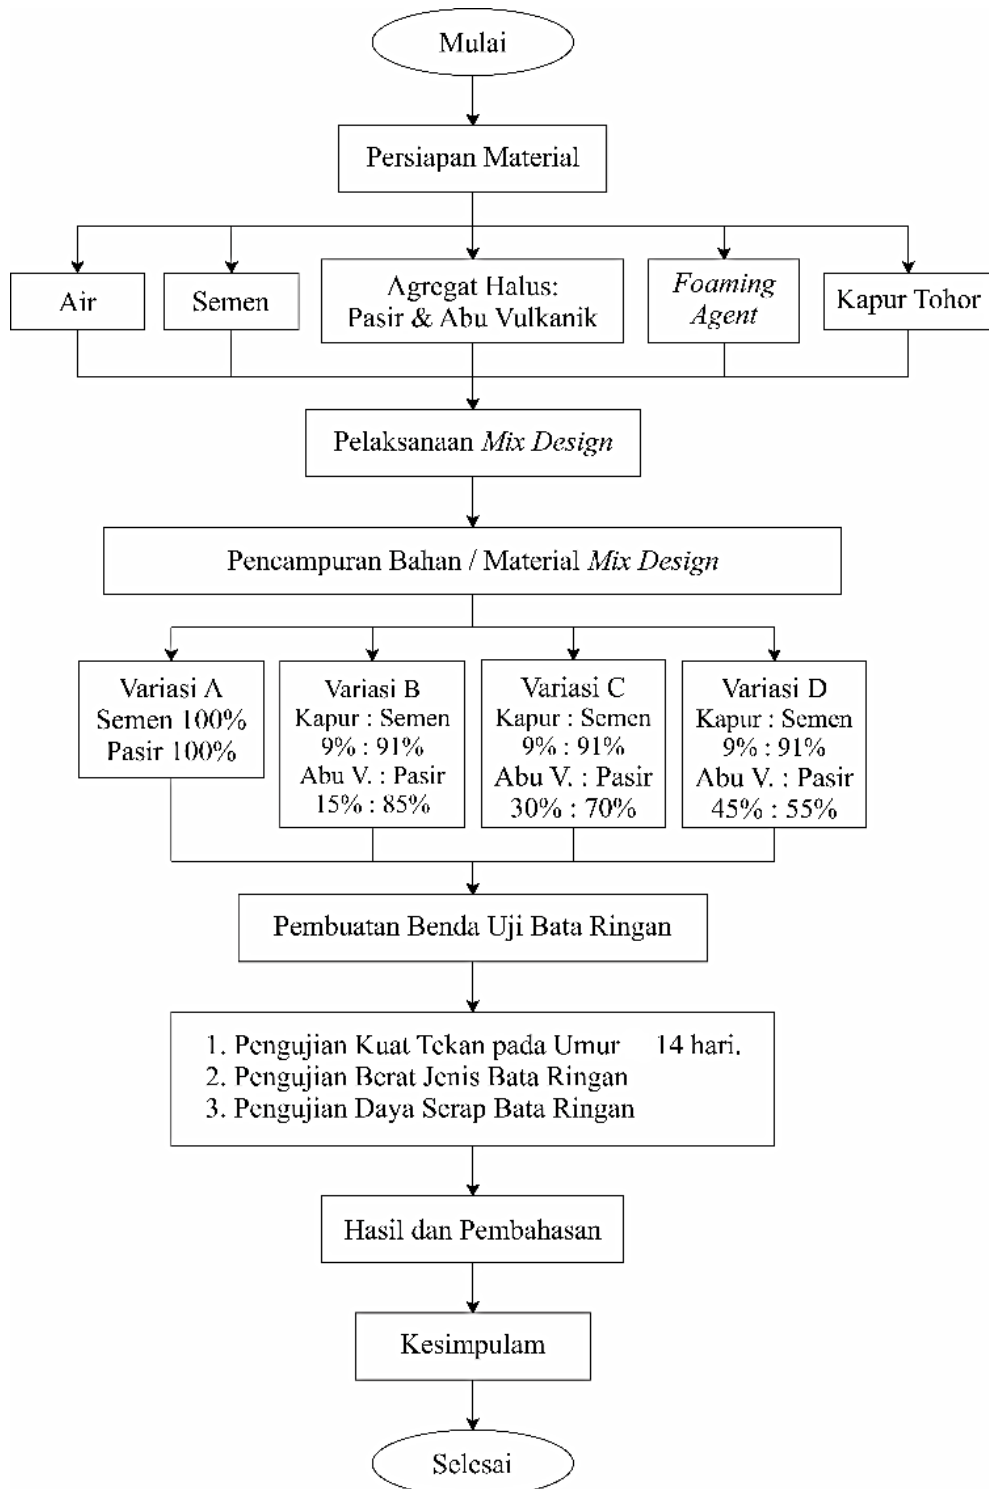 Mulai
Persiapan Material
Air
Semen
Agregat Halus:
Pasir & Abu Vulkanik
Foaming
Agent
Kapur Tohor
Pelaksanaan Mix Design
Pencampuran Bahan / Material Mix Design
Variasi A
Semen 100%
Pasir 100%
Variasi B
Kapur : Semen
9% : 91%
Abu V. : Pasir
15% : 85%
Variasi C
Kapur : Semen
9% : 91%
Abu V. : Pasir
30% : 70%
Variasi D
Kapur : Semen
9% : 91%
Abu V. : Pasir
45% : 55%
Pembuatan Benda Uji Bata Ringan
1. Pengujian Kuat Tekan pada Umur 14 hari.
2. Pengujian Berat Jenis Bata Ringan
3. Pengujian Daya Serap Bata Ringan
Hasil dan Pembahasan
Kesimpulam
Selesai